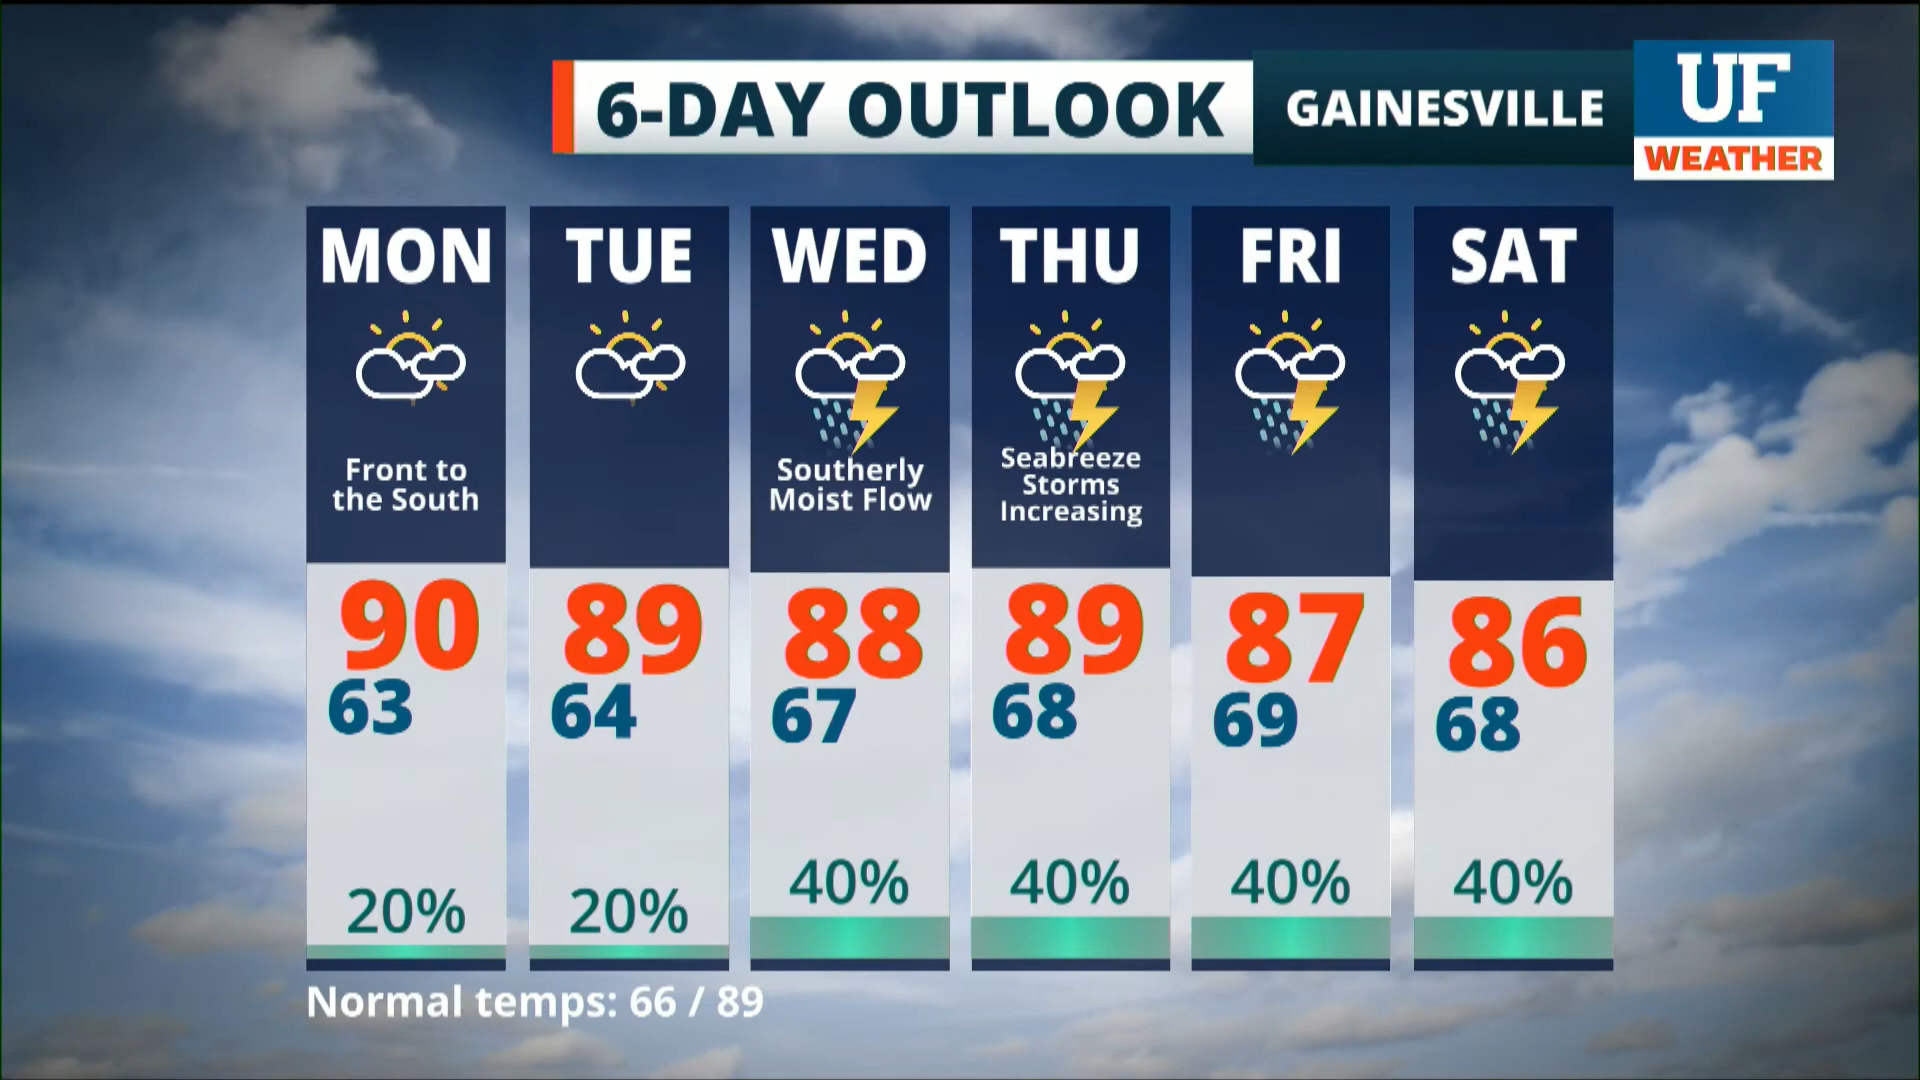 6-DAY OUTLOOK
GAINESVILLE
UF
WEATHER
MON
Front to
the South
90
63
20%
TUE
89
64
20%
WED
Southerly
Moist Flow
88
67
40%
THU
Seabreeze
Storms
Increasing
89
68
40%
FRI
87
69
40%
SAT
86
68
40%
Normal temps: 66 / 89